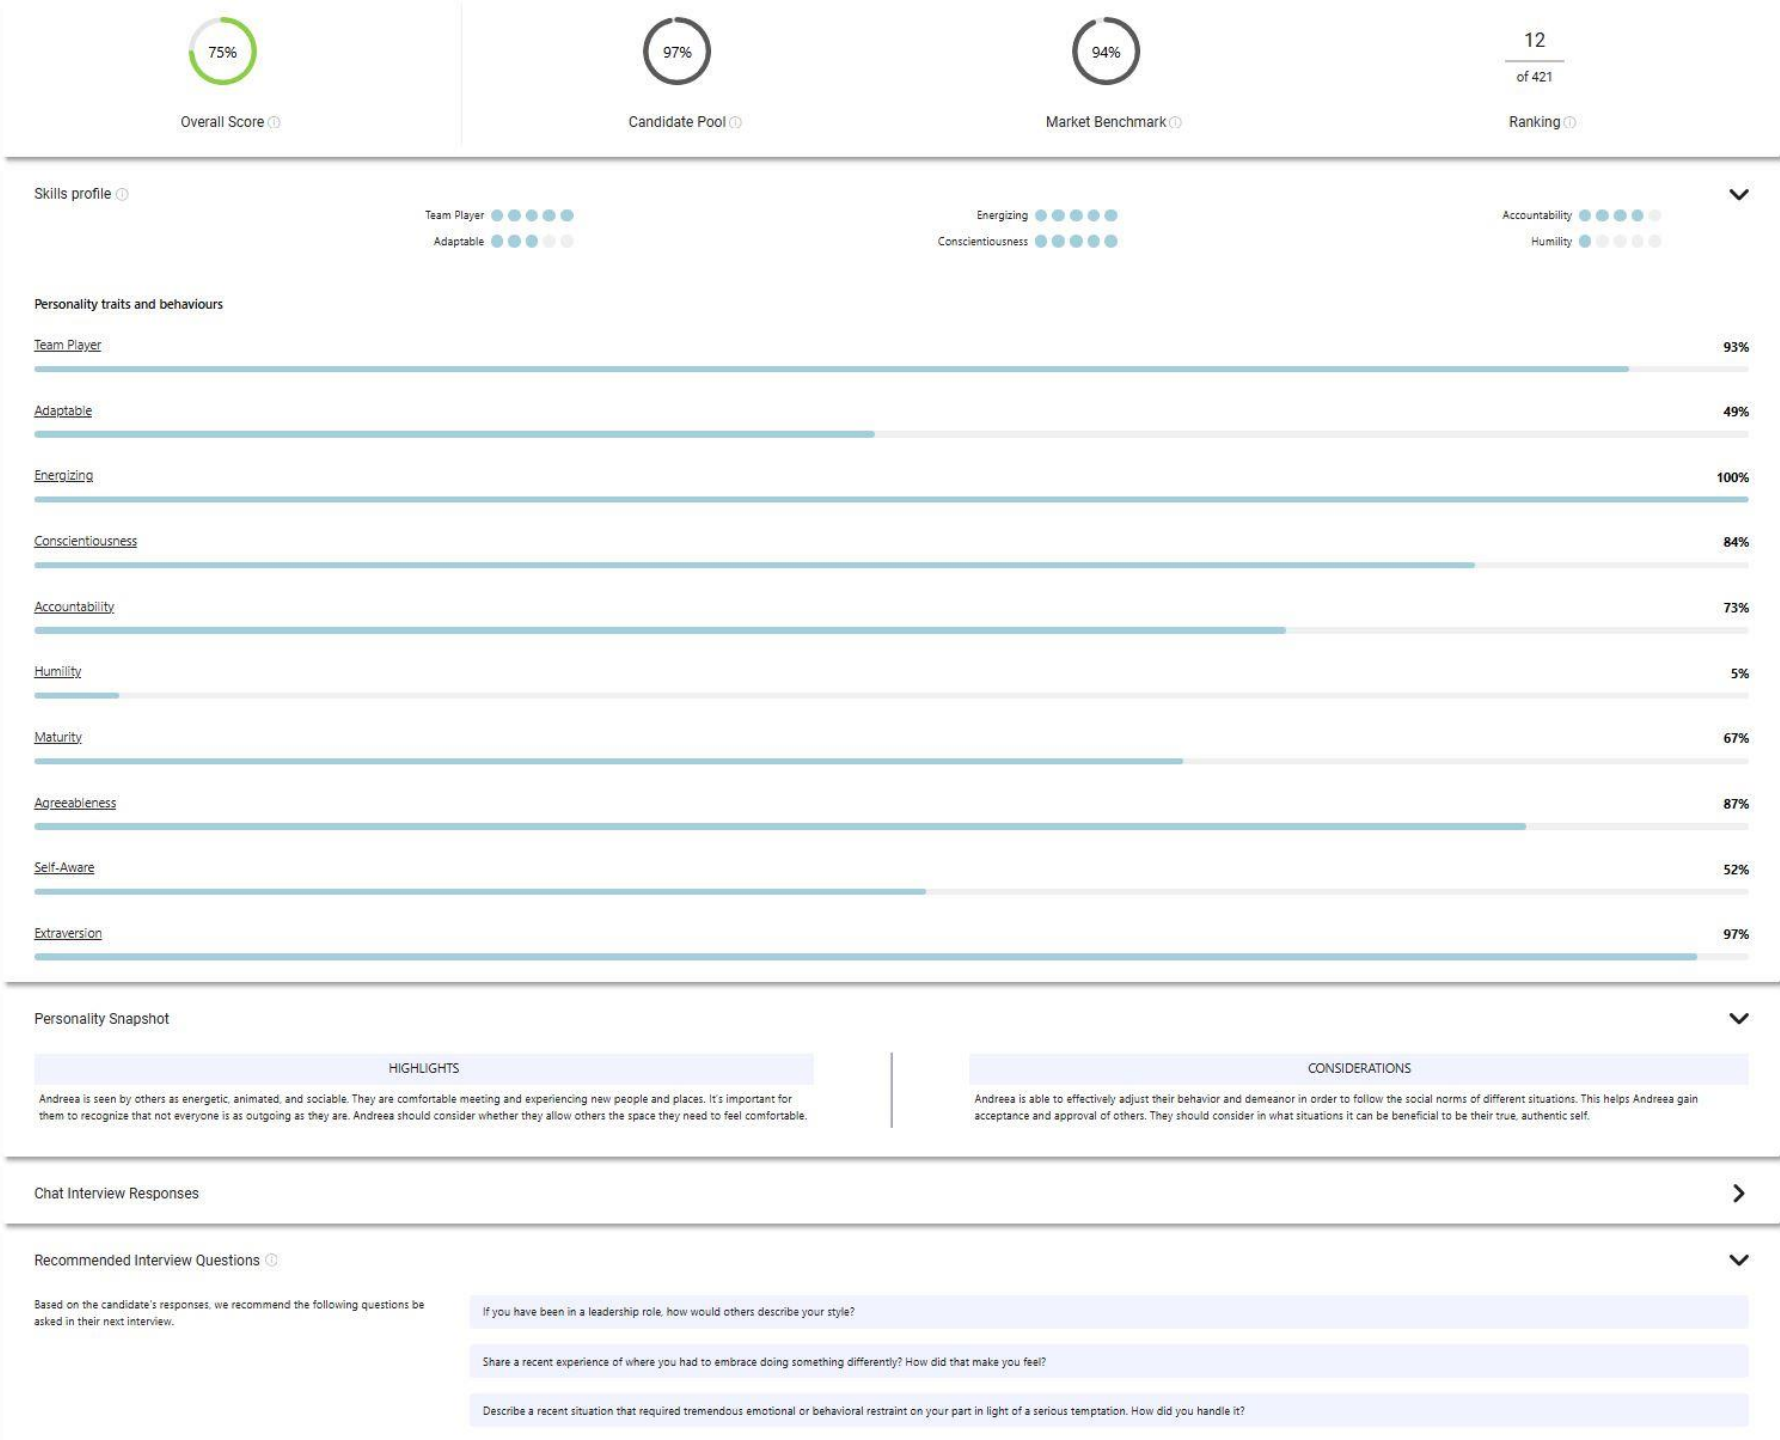 75%
97%
94%
12
of 421
Overall Score
Candidate Pool
Market Benchmark
Ranking
Skills profile
Team Player
Energizing
Accountability
Adaptable
Conscientiousness
Humility
Personality traits and behaviours
Team Player
93%
Adaptable
49%
Energizing
100%
Conscientiousness
84%
Accountability
73%
Humility
5%
Maturity
67%
Agreeableness
87%
Self-Aware
52%
Extraversion
97%
Personality Snapshot
HIGHLIGHTS
Andreea is seen by others as energetic, animated, and sociable. They are comfortable meeting and experiencing new people and places. It's important for
them to recognize that not everyone is as outgoing as they are. Andreea should consider whether they allow others the space they need to feel comfortable.
CONSIDERATIONS
Andreea is able to effectively adjust their behavior and demeanor in order to follow the social norms of different situations. This helps Andreea gain
acceptance and approval of others. They should consider in what situations it can be beneficial to be their true, authentic self.
Chat Interview Responses
Recommended Interview Questions
Based on the candidate's responses, we recommend the following questions be
asked in their next interview.
If you have been in a leadership role, how would others describe your style?
Share a recent experience of where you had to embrace doing something differently? How did that make you feel?
Describe a recent situation that required tremendous emotional or behavioral restraint on your part in light of a serious temptation. How did you handle it?